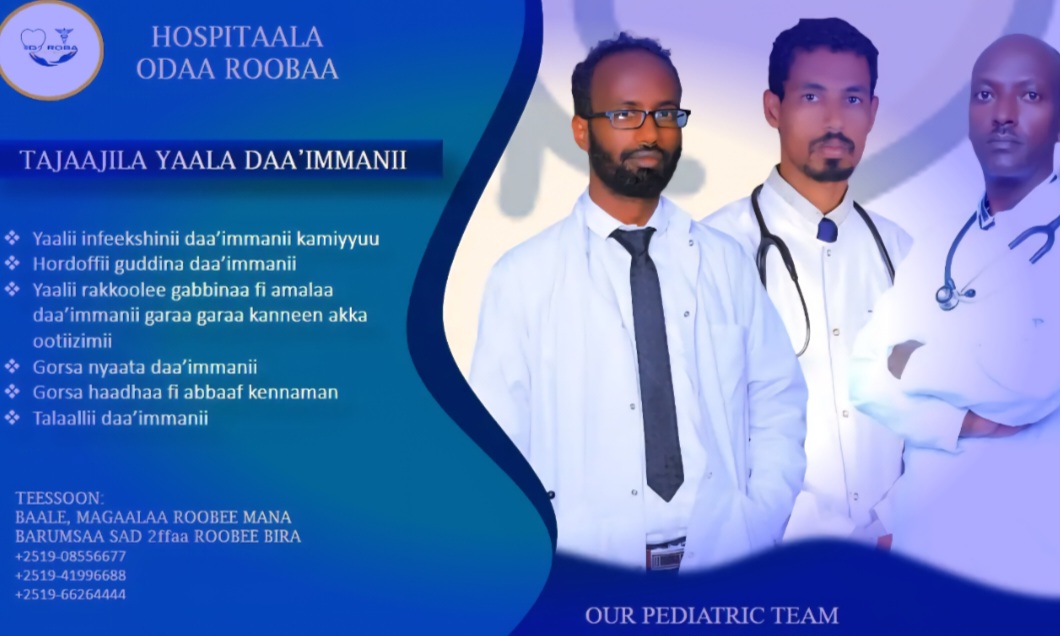 HOSPITAALA
ODAA ROOBAA
TAJAAJILA YAALA DAA'IMMANII
❖ Yaalii infeekshinii daa'immanii kamiyyuu
❖ Hordoffii guddina daa'immanii
❖ Yaalii rakkoolee gabbinaa fi amalaa
daa'immanii garaa garaa kanneen akka
ootiizimii
❖ Gorsa nyaata daa'immanii
❖ Gorsa haadhaa fi abbaaf kennaman
❖ Talaallii daa'immanii
TEESSOON:
BAALE, MAGAALAA ROOBEE MANA
BARUMSAA SAD 2ffaa ROOBEE BIRA
+2519-08556677
+2519-41996688
+2519-66264444
OUR PEDIATRIC TEAM